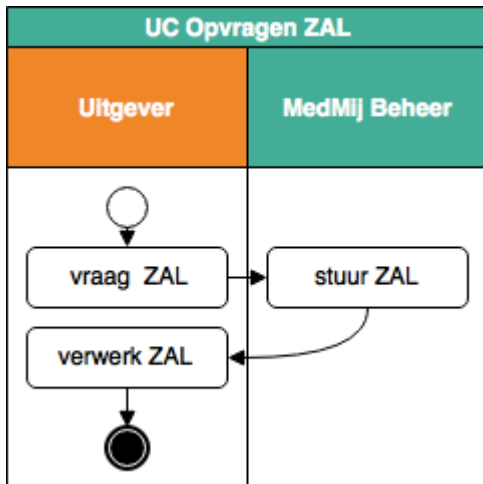 UC Opvragen ZAL
Uitgever
MedMij Beheer
vraag ZAL
stuur ZAL
verwerk ZAL